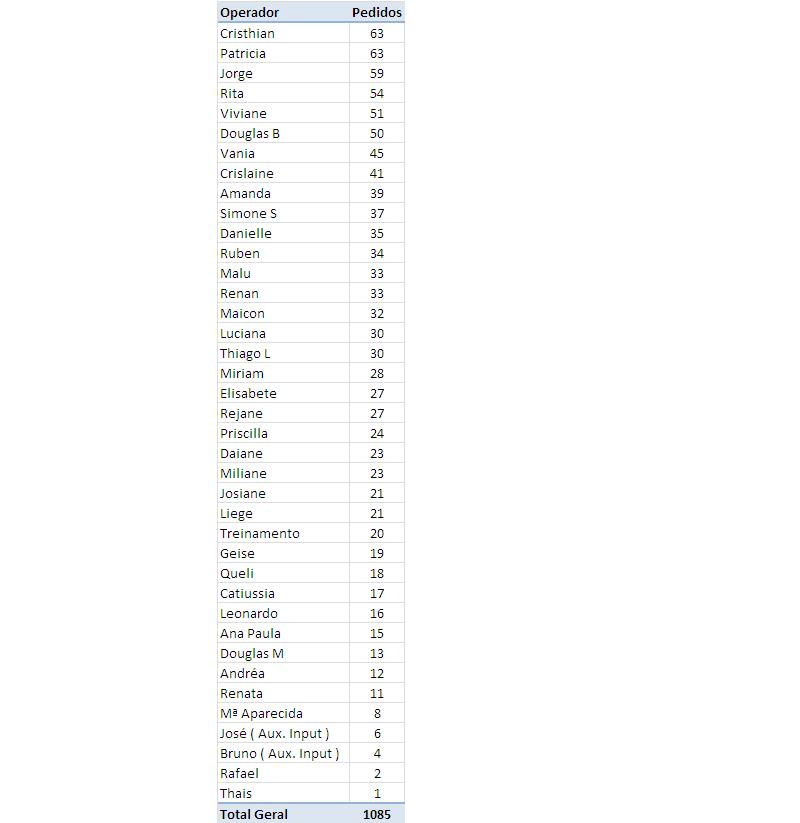 Operador Pedidos
Cristhian 63
Patricia 63
Jorge 59
Rita 54
Viviane 51
Douglas B 50
Vania 45
Crislaine 41
Amanda 39
Simone S 37
Danielle 35
Ruben 34
Malu 33
Renan 33
Maicon 32
Luciana 30
Thiago L 30
Miriam 28
Elisabete 27
Rejane 27
Priscilla 24
Daiane 23
Miliane 23
Josiane 21
Liege 21
Treinamento 20
Geise 19
Queli 18
Catiussia 17
Leonardo 16
Ana Paula 15
Douglas M 13
Andréa 12
Renata 11
Mª Aparecida 8
José ( Aux. Input ) 6
Bruno ( Aux. Input ) 4
Rafael 2
Thais 1
Total Geral 1085